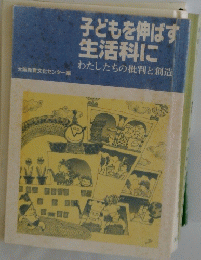 子どもを伸ばす
生活科に
わたしたちの批判と創造
大阪教育文化センター編